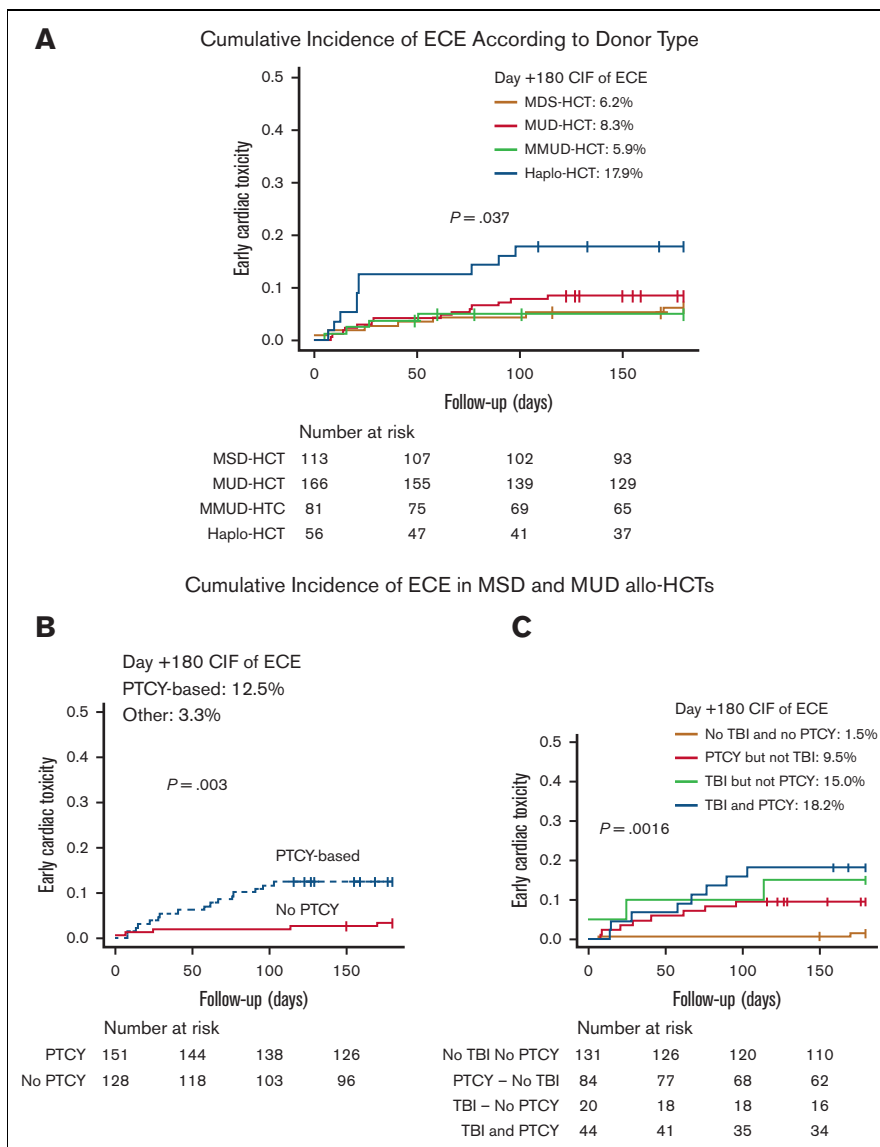 A
Cumulative Incidence of ECE According to Donor Type
Day +180 CIF of ECE
MDS-HCT: 6.2%
MUD-HCT: 8.3%
MMUD-HCT: 5.9%
Haplo-HCT: 17.9%
P = .037
Early cardiac toxicity
0.5
0.4
0.3
0.2
0.1
0.0
0 50 100 150
Follow-up (days)
Number at risk
MSD-HCT 113 107 102 93
MUD-HCT 166 155 139 129
MMUD-HTC 81 75 69 65
Haplo-HCT 56 47 41 37
Cumulative Incidence of ECE in MSD and MUD allo-HCTs
B
Day +180 CIF of ECE
PTCY-based: 12.5%
Other: 3.3%
P = .003
PTCY-based
No PTCY
Early cardiac toxicity
0.5
0.4
0.3
0.2
0.1
0.0
0 50 100 150
Follow-up (days)
Number at risk
PTCY 151 144 138 126
No PTCY 128 118 103 96
C
Day +180 CIF of ECE
No TBI and no PTCY: 1.5%
PTCY but not TBI: 9.5%
TBI but not PTCY: 15.0%
TBI and PTCY: 18.2%
P = .0016
Early cardiac toxicity
0.5
0.4
0.3
0.2
0.1
0.0
0 50 100 150
Follow-up (days)
Number at risk
No TBI No PTCY 131 126 120 110
PTCY – No TBI 84 77 68 62
TBI – No PTCY 20 18 18 16
TBI and PTCY 44 41 35 34